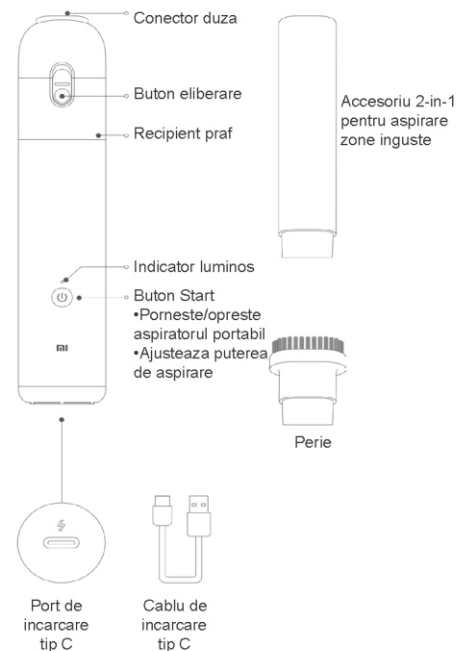 Conector duza
Buton eliberare
Recipient praf
Accesoriu 2-in-1
pentru aspirare
zone inguste
Indicator luminos
Buton Start
•Porneste/opreste
aspiratorul portabil
•Ajusteaza puterea
de aspirare
mi
Perie
Port de
incarcare
tip C
Cablu de
incarcare
tip C